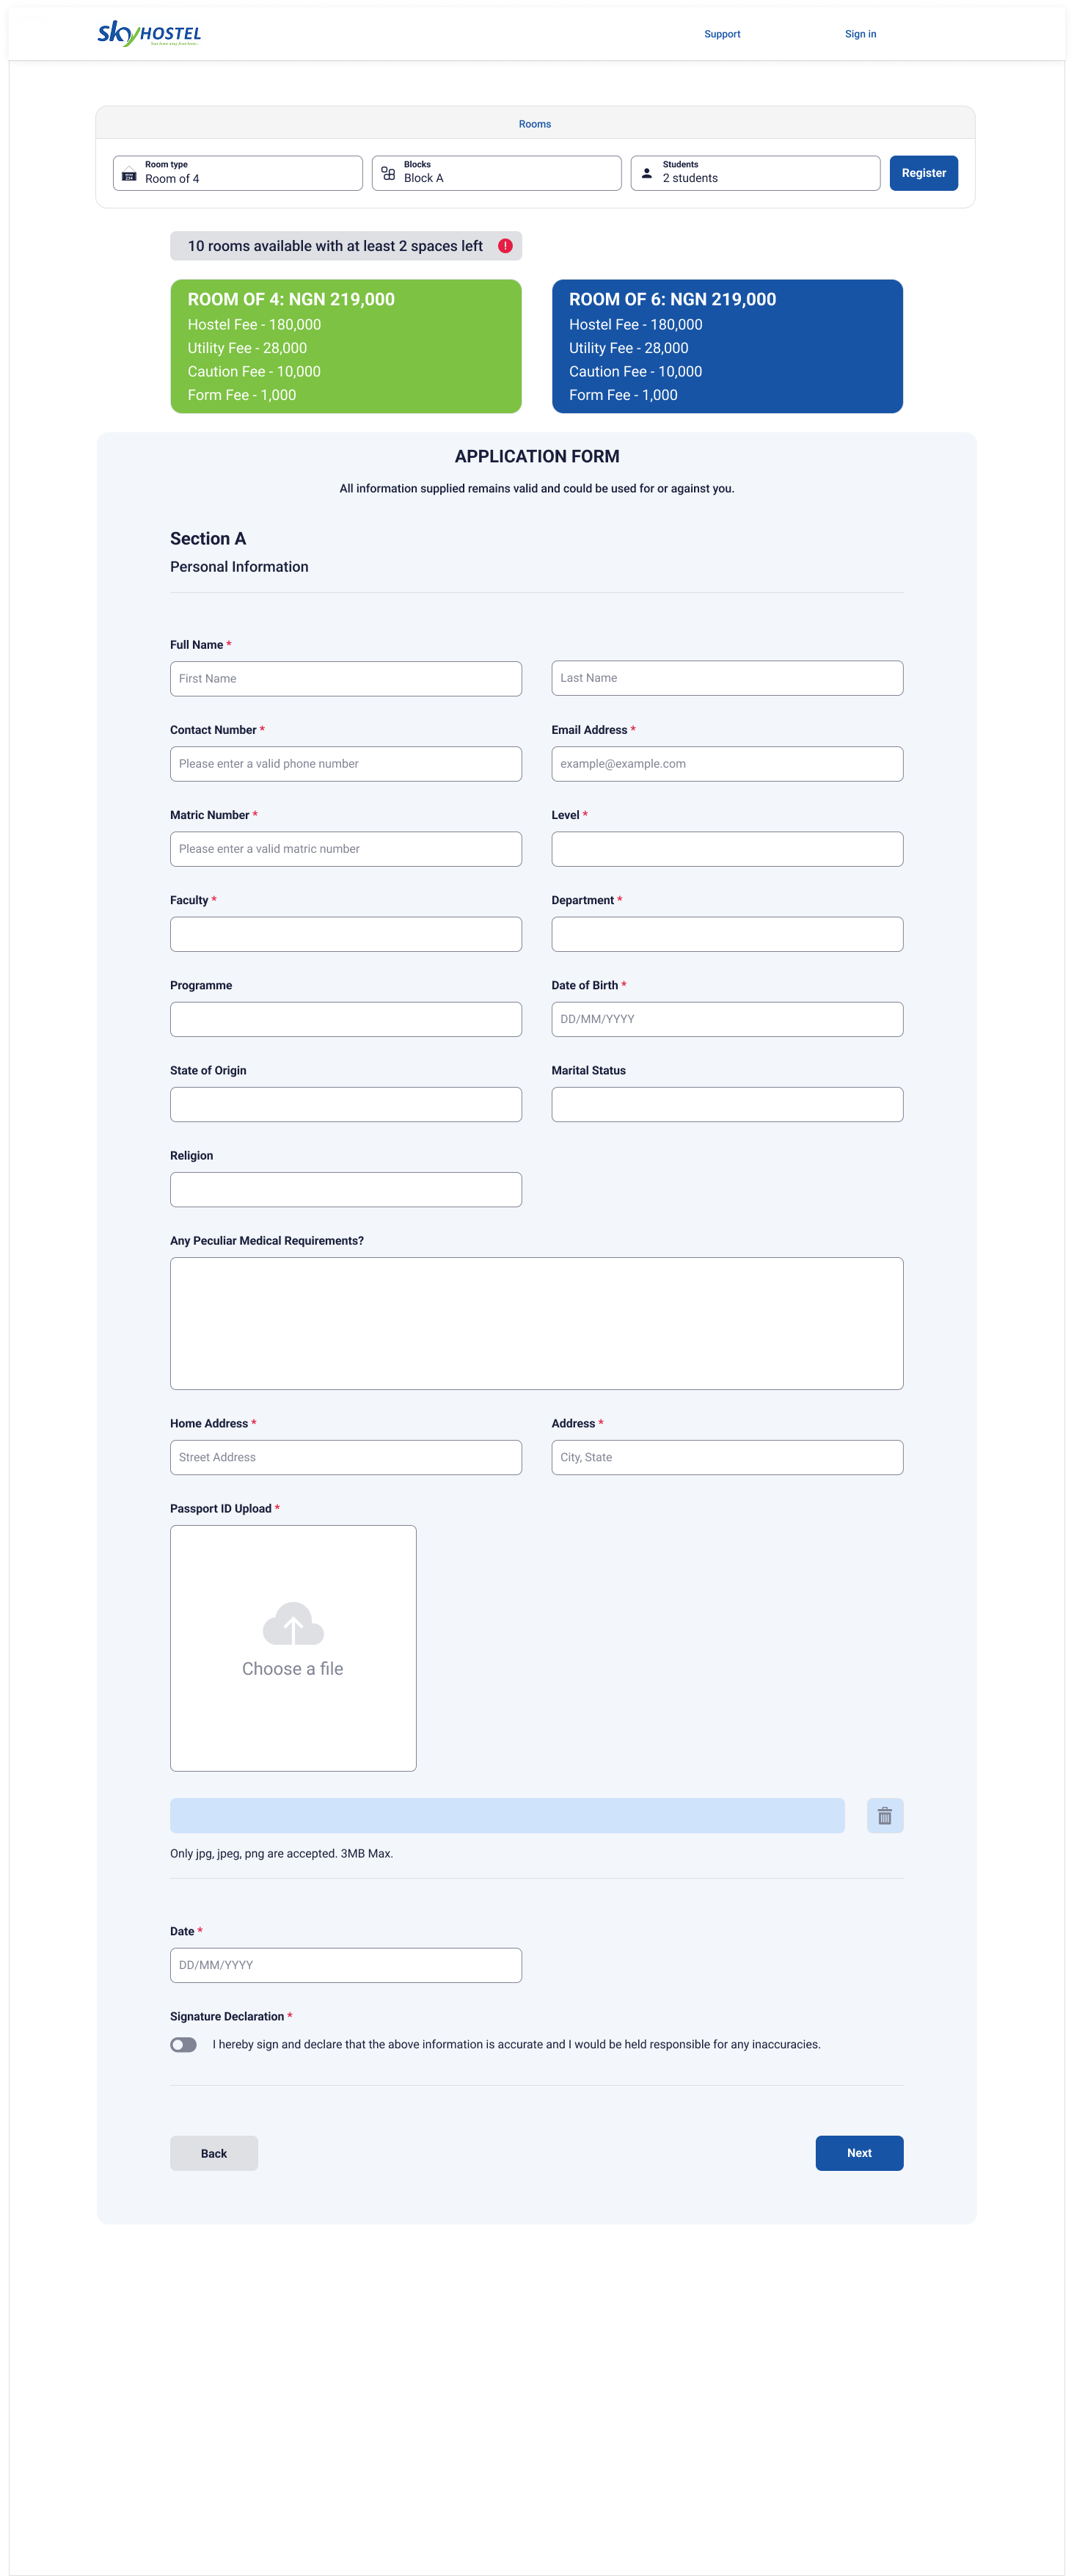 skyHOSTEL
Support
Sign in
Rooms
Room type
Room of 4
Blocks
Block A
Students
2 students
Register
10 rooms available with at least 2 spaces left
!
ROOM OF 4: NGN 219,000
Hostel Fee - 180,000
Utility Fee - 28,000
Caution Fee - 10,000
Form Fee - 1,000
ROOM OF 6: NGN 219,000
Hostel Fee - 180,000
Utility Fee - 28,000
Caution Fee - 10,000
Form Fee - 1,000
APPLICATION FORM
All information supplied remains valid and could be used for or against you.
Section A
Personal Information
Full Name *
First Name
Last Name
Contact Number *
Please enter a valid phone number
Email Address *
example@example.com
Matric Number *
Please enter a valid matric number
Level *
Faculty *
Department *
Programme
Date of Birth *
DD/MM/YYYY
State of Origin
Marital Status
Religion
Any Peculiar Medical Requirements?
Home Address *
Street Address
Address *
City, State
Passport ID Upload *
Choose a file
Only jpg, jpeg, png are accepted. 3MB Max.
Date *
DD/MM/YYYY
Signature Declaration *
I hereby sign and declare that the above information is accurate and I would be held responsible for any inaccuracies.
Back
Next